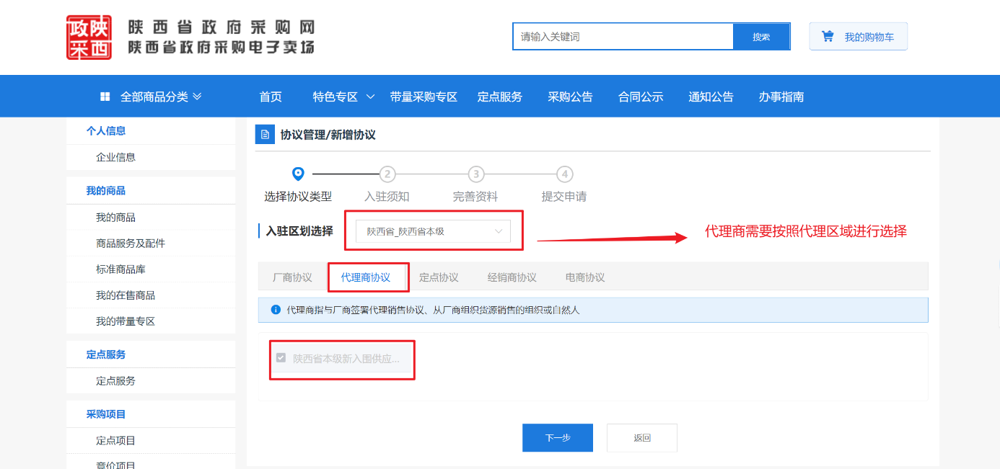 政陕
采西
陕西省政府采购网
陕西省政府采购电子卖场
请输入关键词
搜索
我的购物车
全部商品分类
首页
特色专区
带量采购专区
定点服务
采购公告
合同公示
通知公告
办事指南
个人信息
企业信息
我的商品
我的商品
商品服务及配件
标准商品库
我的在售商品
我的带量专区
定点服务
定点服务
采购项目
定点项目
竞价项目
协议管理/新增协议
2
3
4
选择协议类型
入驻须知
完善资料
提交申请
入驻区划选择
陕西省_陕西省本级
代理商需要按照代理区域进行选择
厂商协议
代理商协议
定点协议
经销商协议
电商协议
代理商指与厂商签署代理销售协议、从厂商组织货源销售的组织或自然人
陕西省本级新入围供应...
下一步
返回